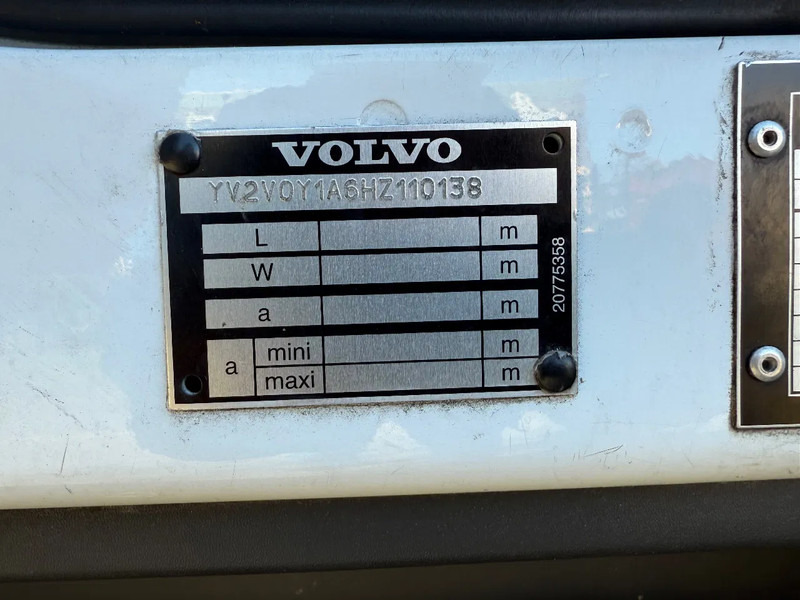 VOLVO
YV2V0Y1A6HZ110138
L m
W m
a m
a mini m
maxi m
20775358